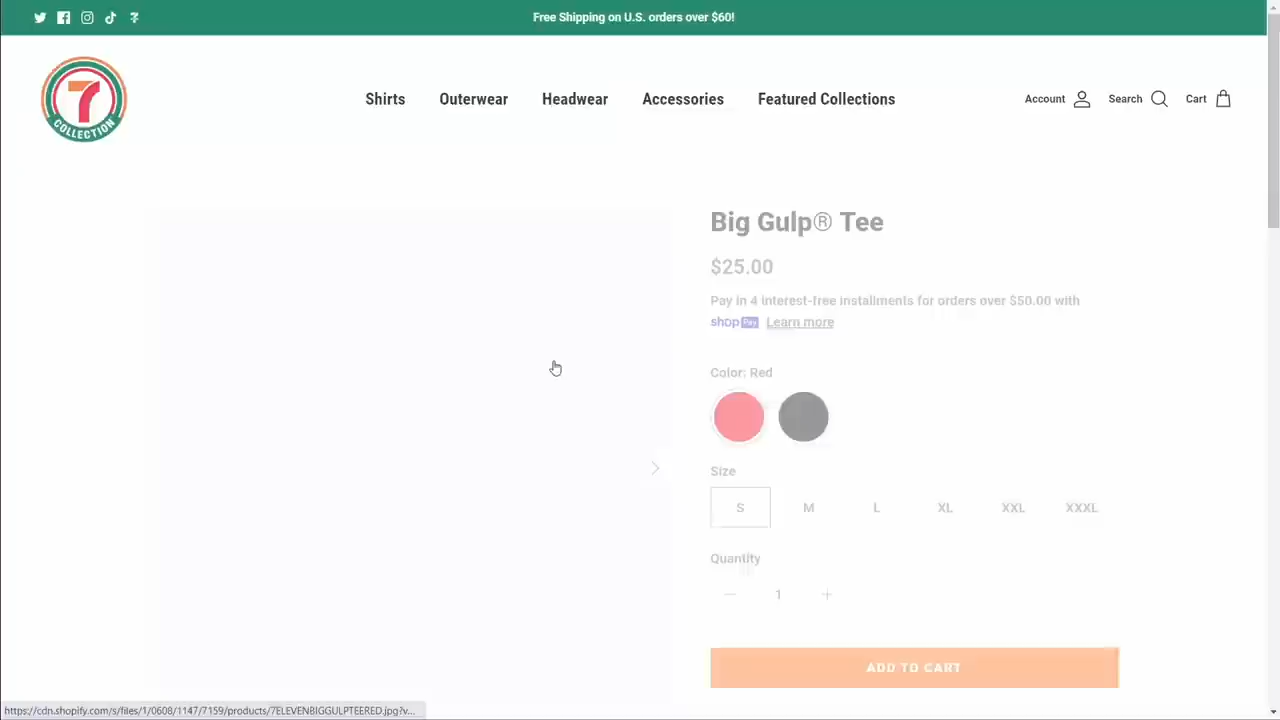 Free Shipping on U.S. orders over $60!
7
COLLECTION
Shirts
Outerwear
Headwear
Accessories
Featured Collections
Account
Search
Cart
Big Gulp® Tee
$25.00
Pay in 4 interest-free installments for orders over $50.00 with
shop Pay Learn more
Color: Red
Size
S M L XL XXL XXXL
Quantity
— 1 +
ADD TO CART
https://cdn.shopify.com/s/files/1/0608/1147/7159/products/7ELEVENBIGGULPTEERED.jpg?v...